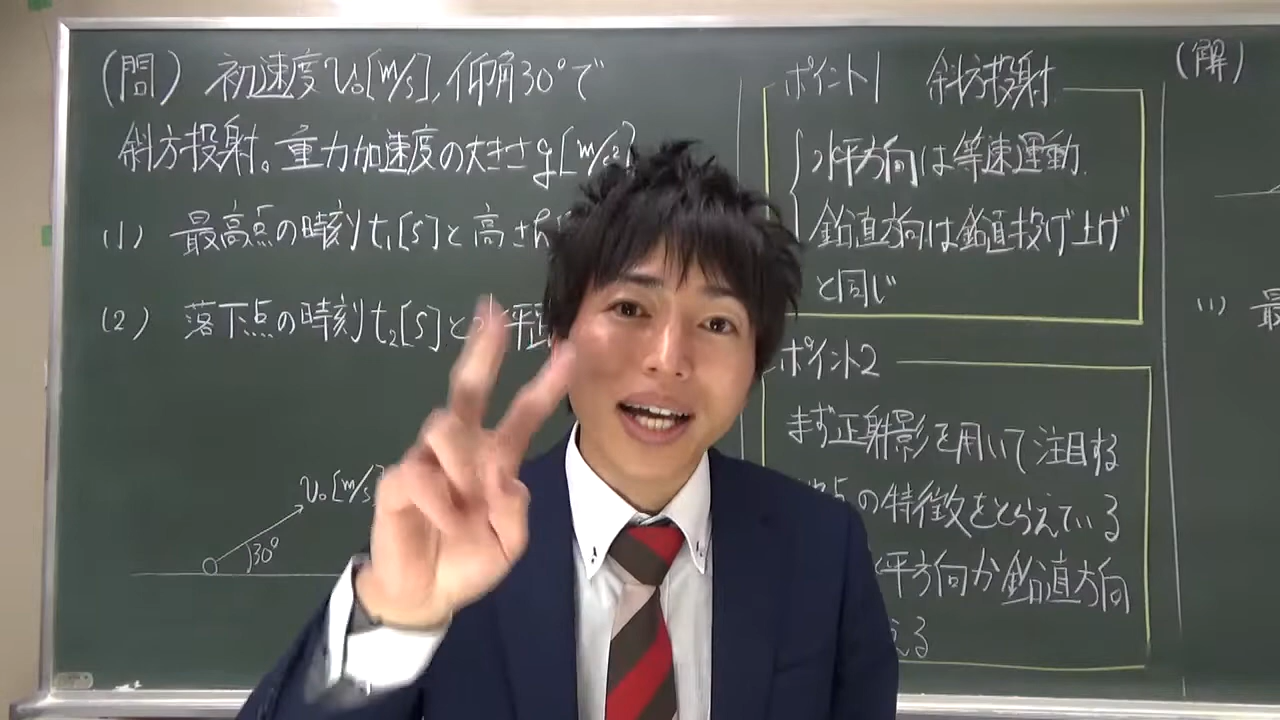 (問) 初速度v₀[m/s],仰角30°で
斜方投射。重力加速度の大きさg[m/s²]
(1) 最高点の時刻t₁[s]と高さh
(2) 落下点の時刻t₂[s]と水平
v₀[m/s]
30°
ポイント1 斜方投射
水平方向は等速運動.
鉛直方向は鉛直投げ上げ
と同じ
ポイント2
まず正射影を用いて注目する
の特徴をとらえている
平方向か鉛直方向
える
(解)
(1) 最